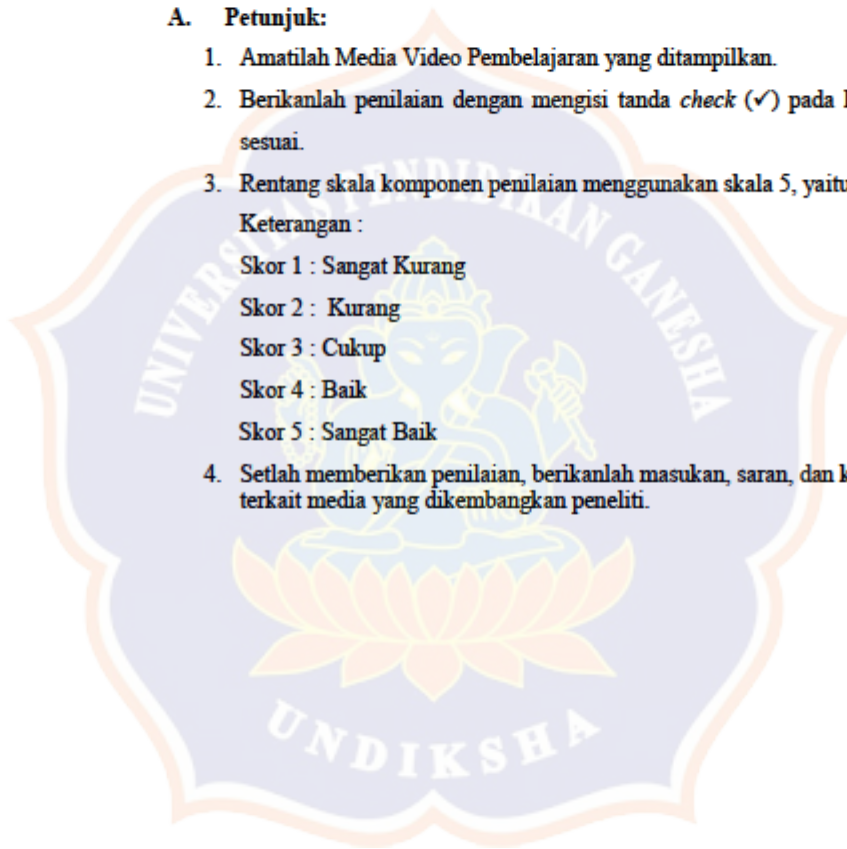 A. Petunjuk:
1. Amatilah Media Video Pembelajaran yang ditampilkan.
2. Berikanlah penilaian dengan mengisi tanda check (✓) pada
sesuai.
3. Rentang skala komponen penilaian menggunakan skala 5, yaitu
Keterangan :
Skor 1 : Sangat Kurang
Skor 2 : Kurang
Skor 3 : Cukup
Skor 4 : Baik
Skor 5 : Sangat Baik
4. Setlah memberikan penilaian, berikanlah masukan, saran, dan
terkait media yang dikembangkan peneliti.
UNIVERSITAS PENDIDIKAN GANESHA
UNDIKSHA